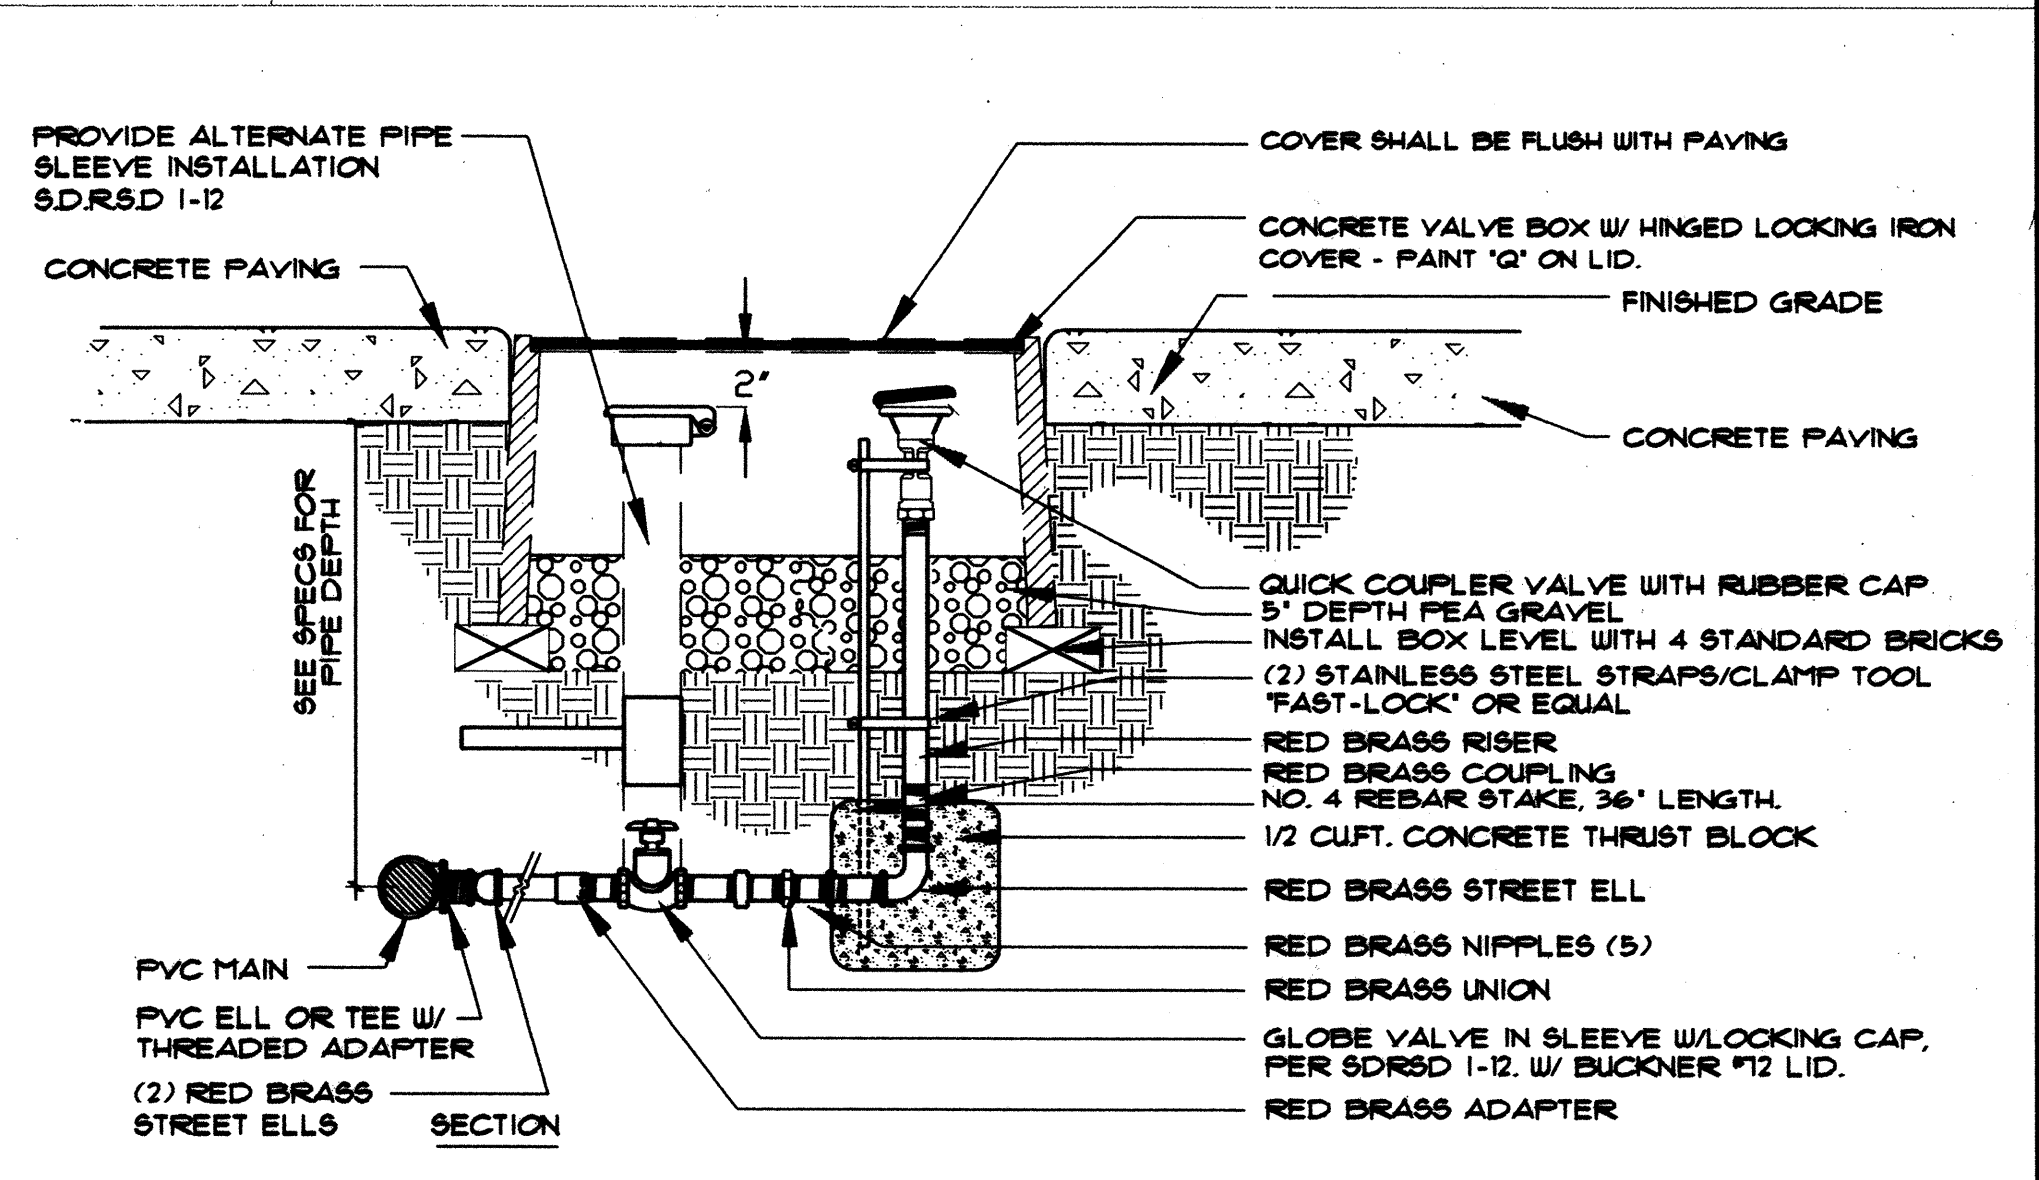 PROVIDE ALTERNATE PIPE
SLEEVE INSTALLATION
S.D.R.S.D 1-12
CONCRETE PAVING
COVER SHALL BE FLUSH WITH PAVING
CONCRETE VALVE BOX W/ HINGED LOCKING IRON
COVER - PAINT "Q" ON LID.
FINISHED GRADE
CONCRETE PAVING
2"
SEE SPECS FOR
PIPE DEPTH
QUICK COUPLER VALVE WITH RUBBER CAP
5" DEPTH PEA GRAVEL
INSTALL BOX LEVEL WITH 4 STANDARD BRICKS
(2) STAINLESS STEEL STRAPS/CLAMP TOOL
"FAST-LOCK" OR EQUAL
RED BRASS RISER
RED BRASS COUPLING
NO. 4 REBAR STAKE, 36" LENGTH.
1/2 CU.FT. CONCRETE THRUST BLOCK
RED BRASS STREET ELL
RED BRASS NIPPLES (5)
RED BRASS UNION
GLOBE VALVE IN SLEEVE W/LOCKING CAP,
PER SDRSD 1-12. W/ BUCKNER #72 LID.
RED BRASS ADAPTER
PVC MAIN
PVC ELL OR TEE W/
THREADED ADAPTER
(2) RED BRASS
STREET ELLS
SECTION